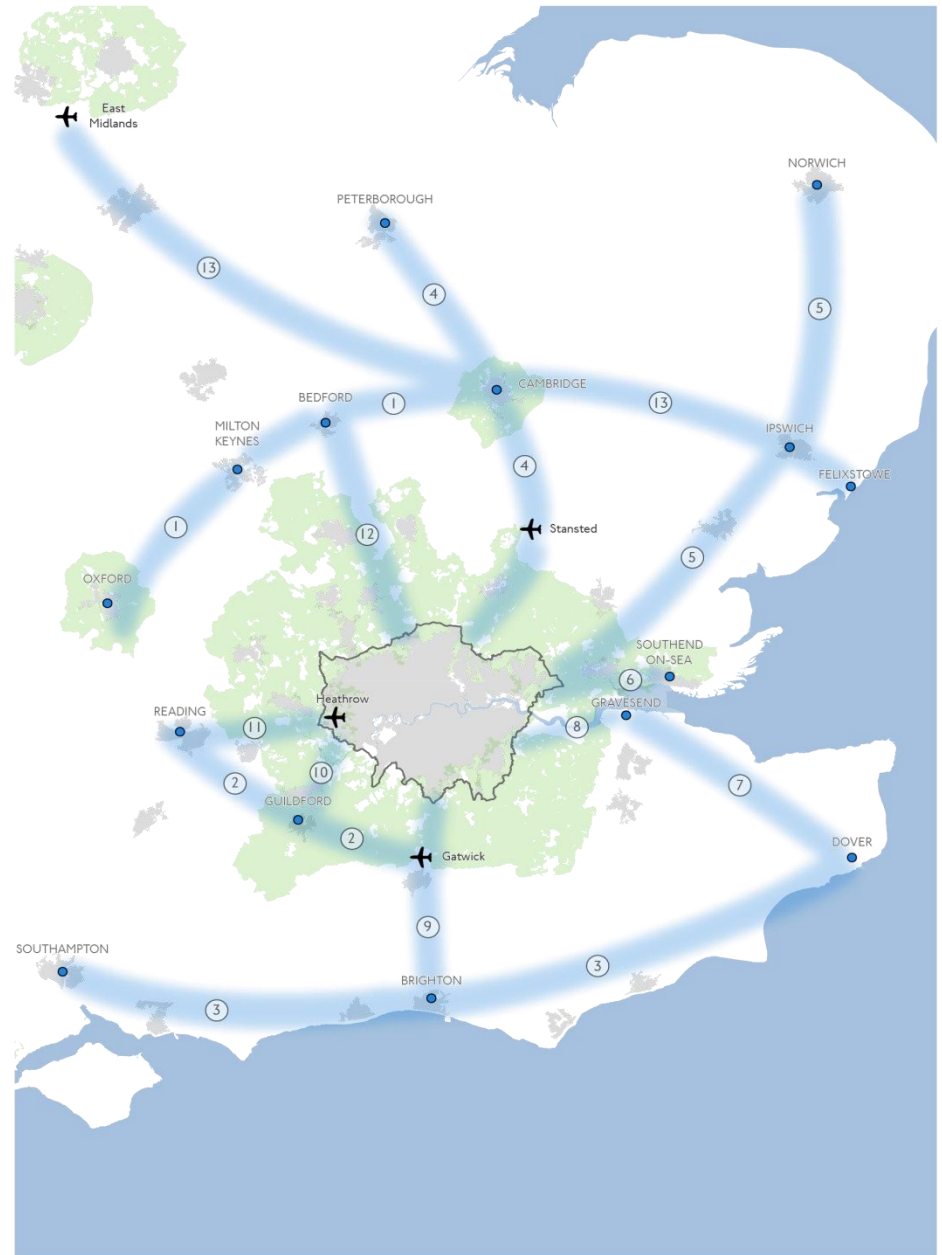 East
Midlands
NORWICH
PETERBOROUGH
13
4
5
CAMBRIDGE
BEDFORD
1
13
MILTON
KEYNES
IPSWICH
4
FELIXSTOWE
1
12
Stansted
5
OXFORD
SOUTHEND
ON-SEA
6
Heathrow
GRAVESEND
READING
11
8
10
2
7
GUILDFORD
2
DOVER
Gatwick
9
SOUTHAMPTON
3
BRIGHTON
3